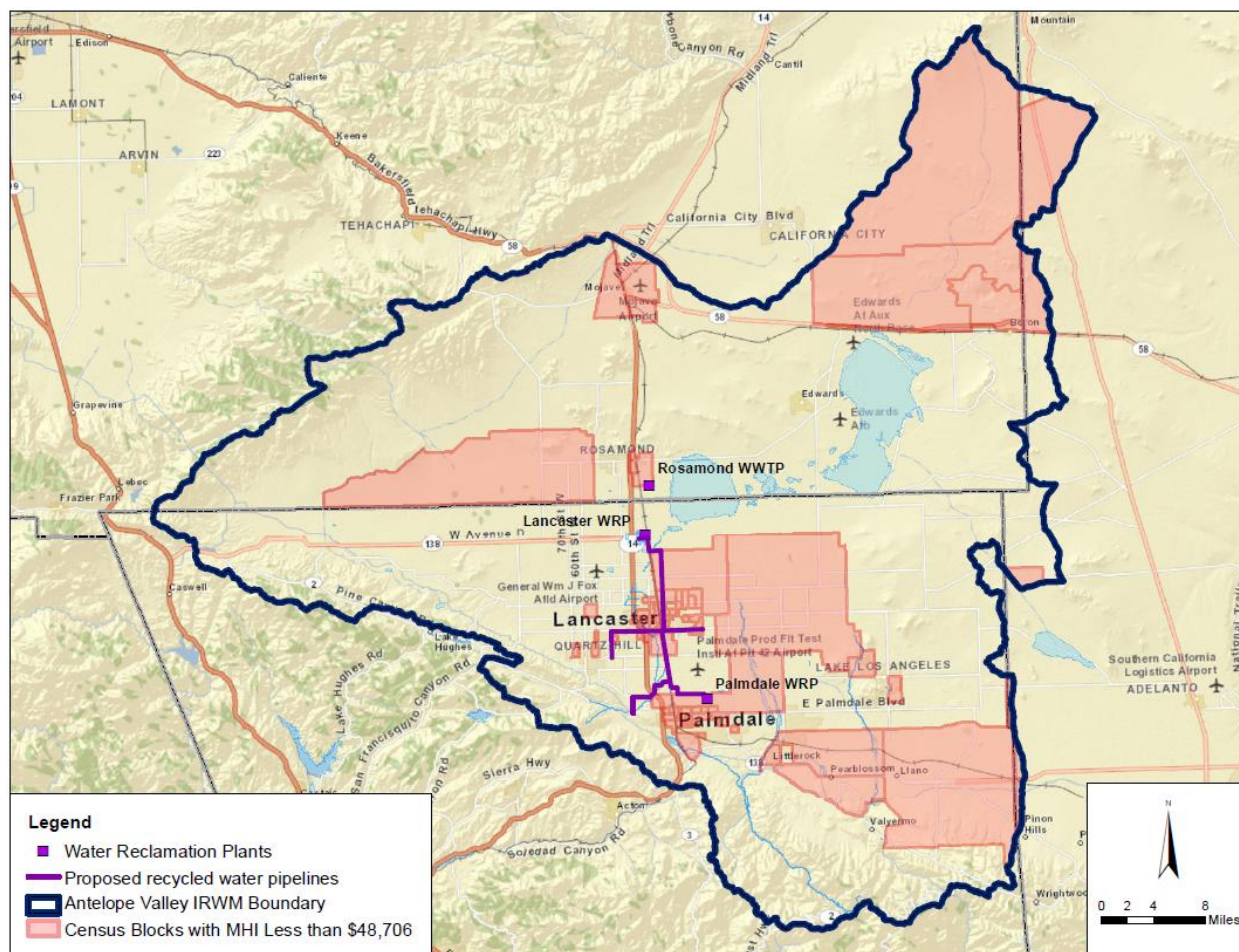 Mountain
14
Canyon Rd
Cantil
Midland Trl
Airport
Edison
Caliente
LAMONT
Keene
ARVIN
223
Bakersfield
Tehachapi Hwy
TEHACHAPI
58
California City Blvd
CALIFORNIA CITY
Midland Trl
Mojave
Mojave
Airport
58
Edwards
Af Aux
North Base
Boron
58
Grapevine
Edwards
Edwards
Afb
ROSAMOND
Rosamond WWTP
Lebec
Frazier Park
Lancaster WRP
W Avenue D
138
14
70th St
60th St
2
General Wm J Fox
Afld Airport
Caswell
Lancaster
Lake
Hughes
QUARTZ HILL
Palmdale Prod Flt Test
Instl Af Plt 42 Airport
LAKE LOS ANGELES
Southern California
Logistics Airport
ADELANTO
Lake Hughes Rd
San Francisquito Canyon Rd
Palmdale WRP
E Palmdale Blvd
Palmdale
Littlerock
138
Pearblossom
Llano
Sierra Hwy
Acton
3
Valyermo
Pinon
Hills
Soledad Canyon Rd
Wrightwood
2
Legend
Water Reclamation Plants
Proposed recycled water pipelines
Antelope Valley IRWM Boundary
Census Blocks with MHI Less than $48,706
N
0 2 4 8
Miles